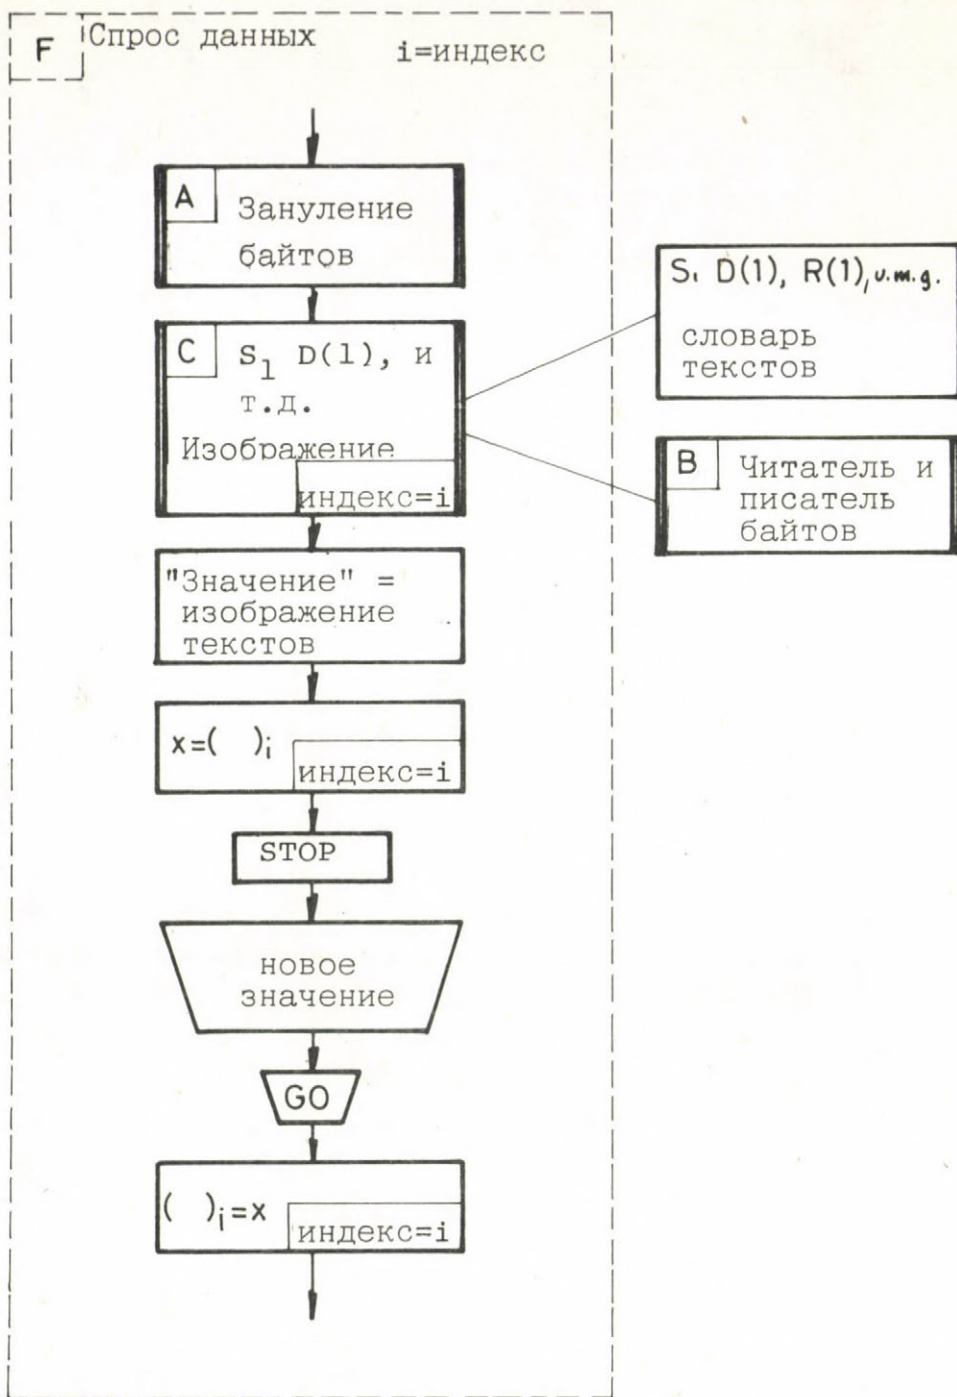 F Спрос данных i=индекс
A Зануление
байтов
C S1 D(1), и
т.д.
Изображение
индекс=i
S, D(1), R(1), и.т.д.
словарь
текстов
B Читатель и
писатель
байтов
"Значение" =
изображение
текстов
x=( )i
индекс=i
STOP
новое
значение
GO
( )i=x
индекс=i